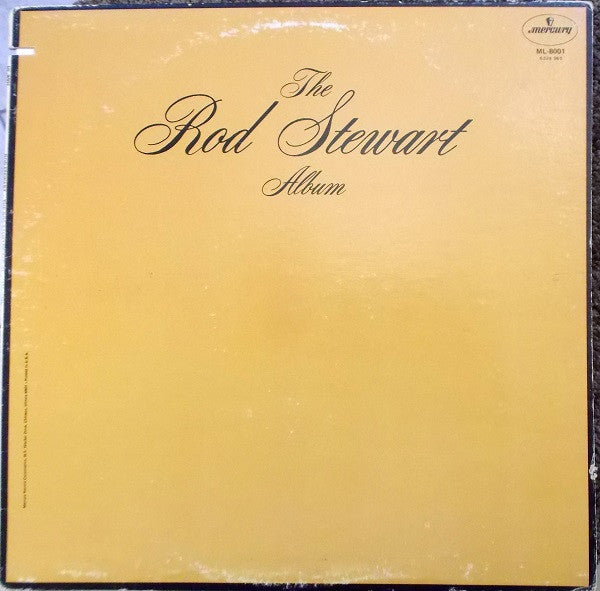 mercury
ML-8001
The
Rod Stewart
Album